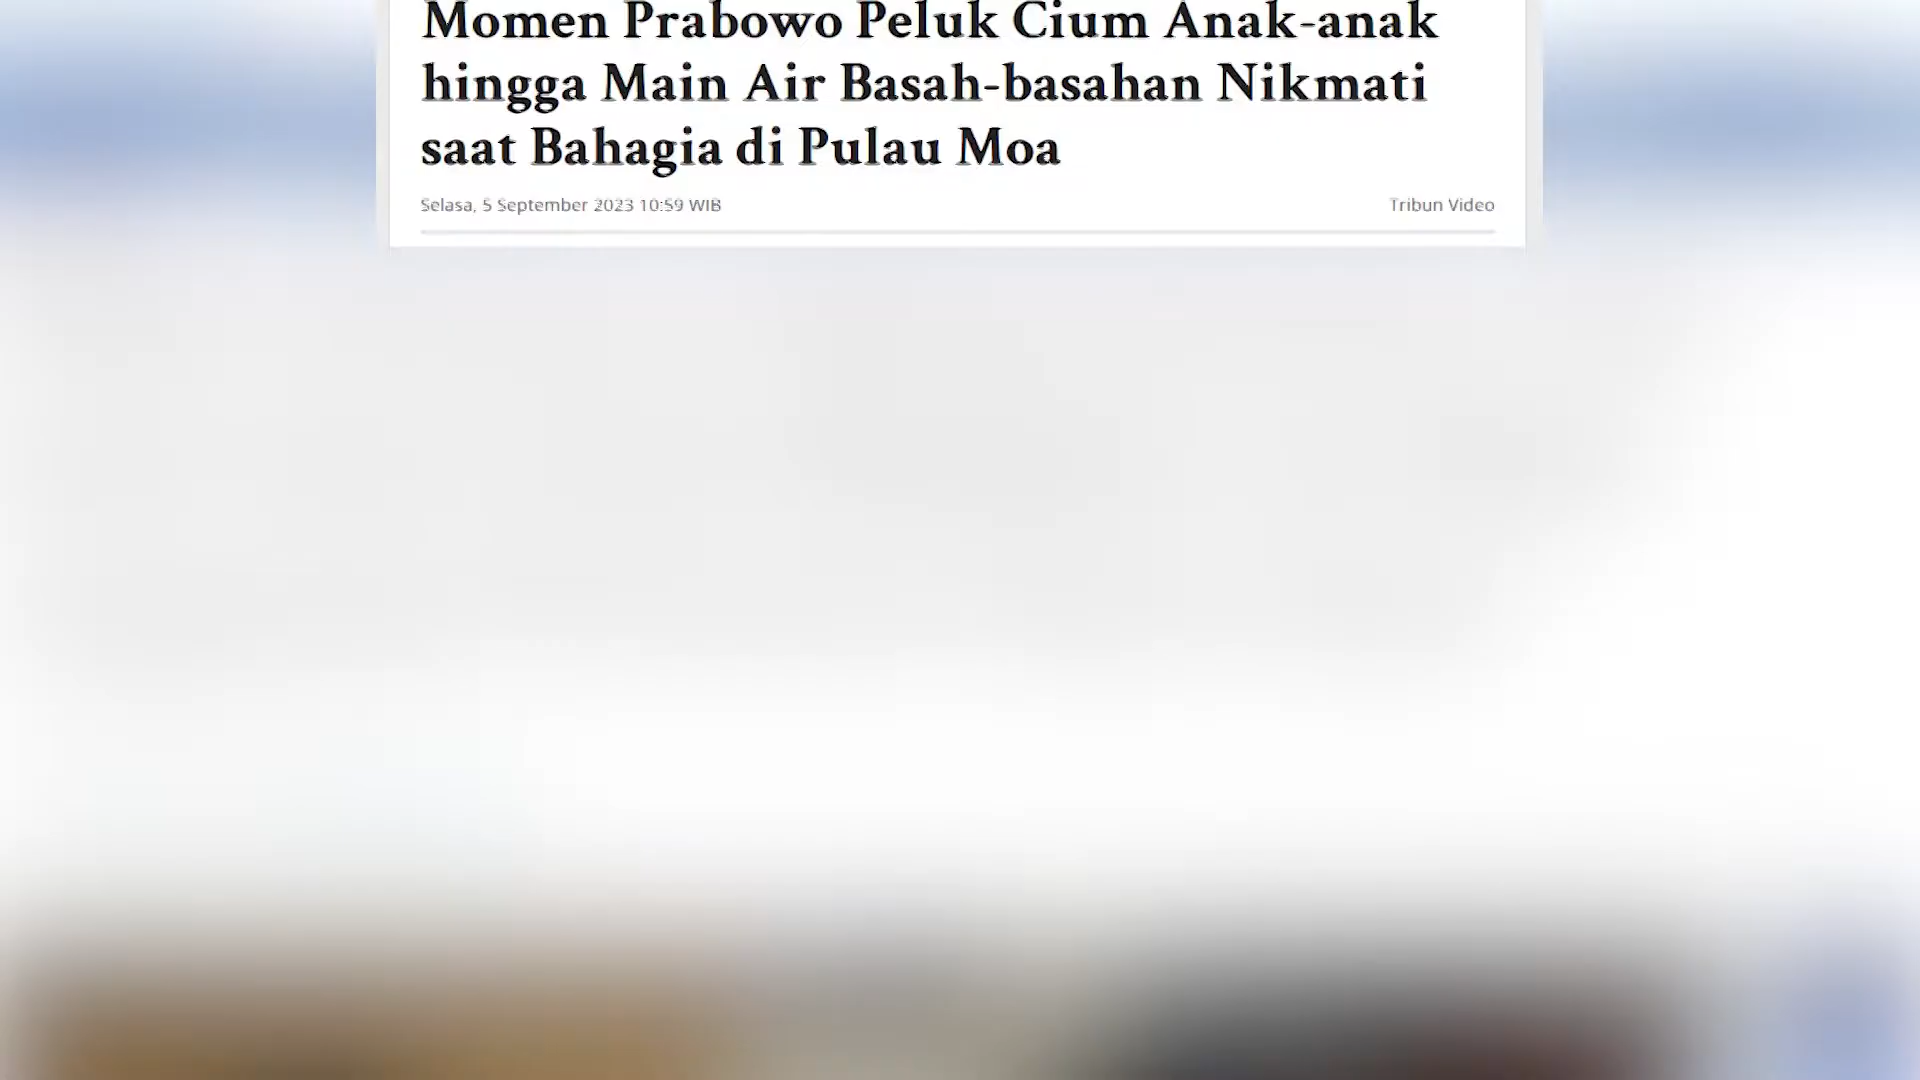 Momen Prabowo Peluk Cium Anak-anak
hingga Main Air Basah-basahan Nikmati
saat Bahagia di Pulau Moa
Selasa, 5 September 2023 10:59 WIB
Tribun Video